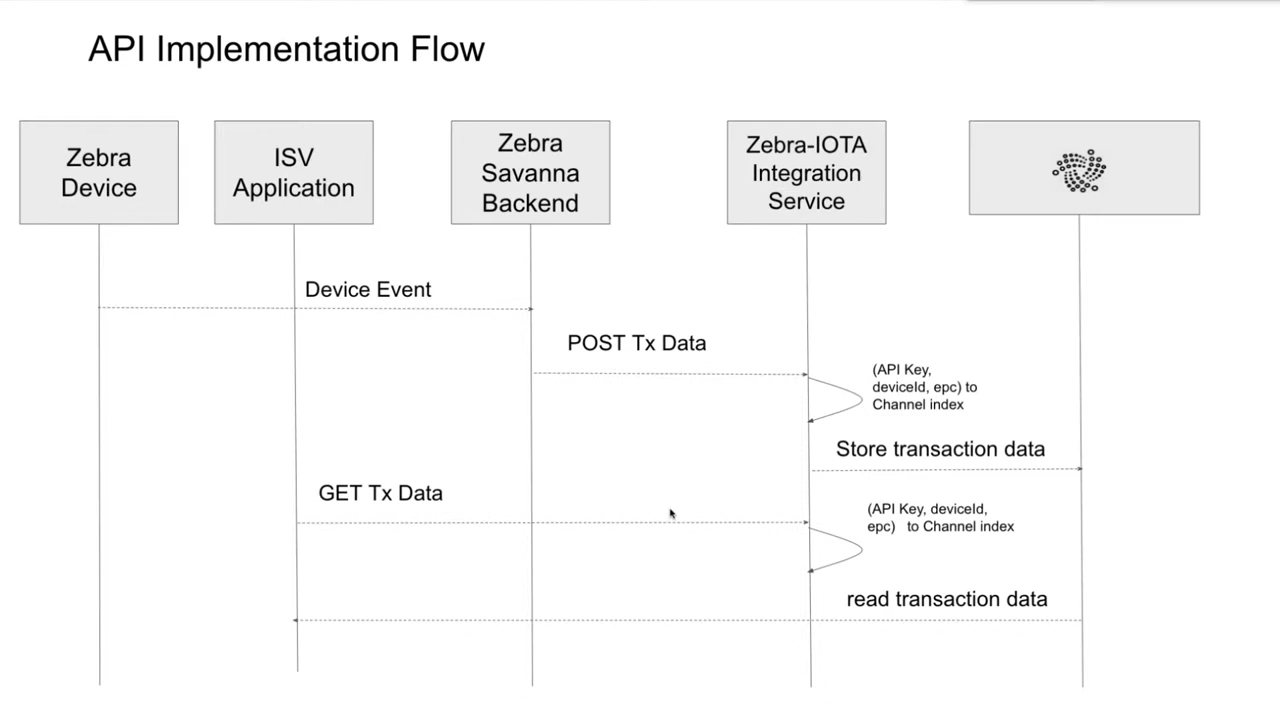 API Implementation Flow
Zebra
Device
ISV
Application
Zebra
Savanna
Backend
Zebra-IOTA
Integration
Service
Device Event
POST Tx Data
(API Key,
deviceId, epc) to
Channel index
Store transaction data
GET Tx Data
(API Key, deviceId,
epc) to Channel index
read transaction data